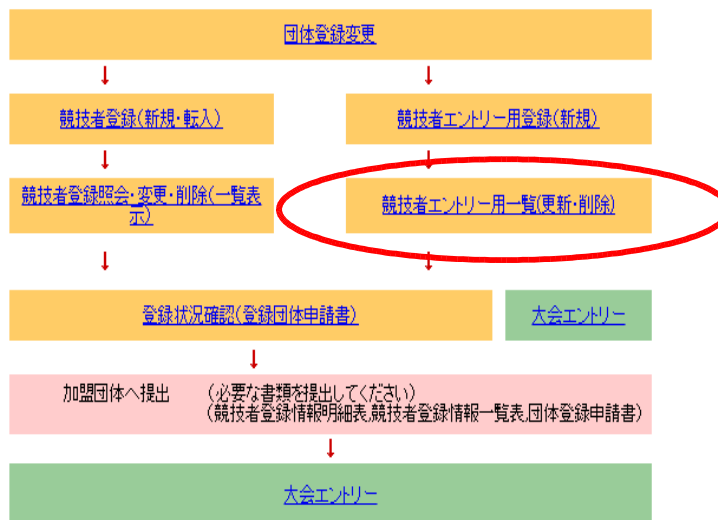 団体登録変更
競技者登録(新規・転入)
競技者エントリー用登録(新規)
競技者登録照会・変更・削除(一覧表
示)
競技者エントリー用一覧(更新・削除)
登録状況確認(登録団体申請書)
大会エントリー
加盟団体へ提出 (必要な書類を提出してください)
(競技者登録情報明細表,競技者登録情報一覧表,団体登録申請書)
大会エントリー